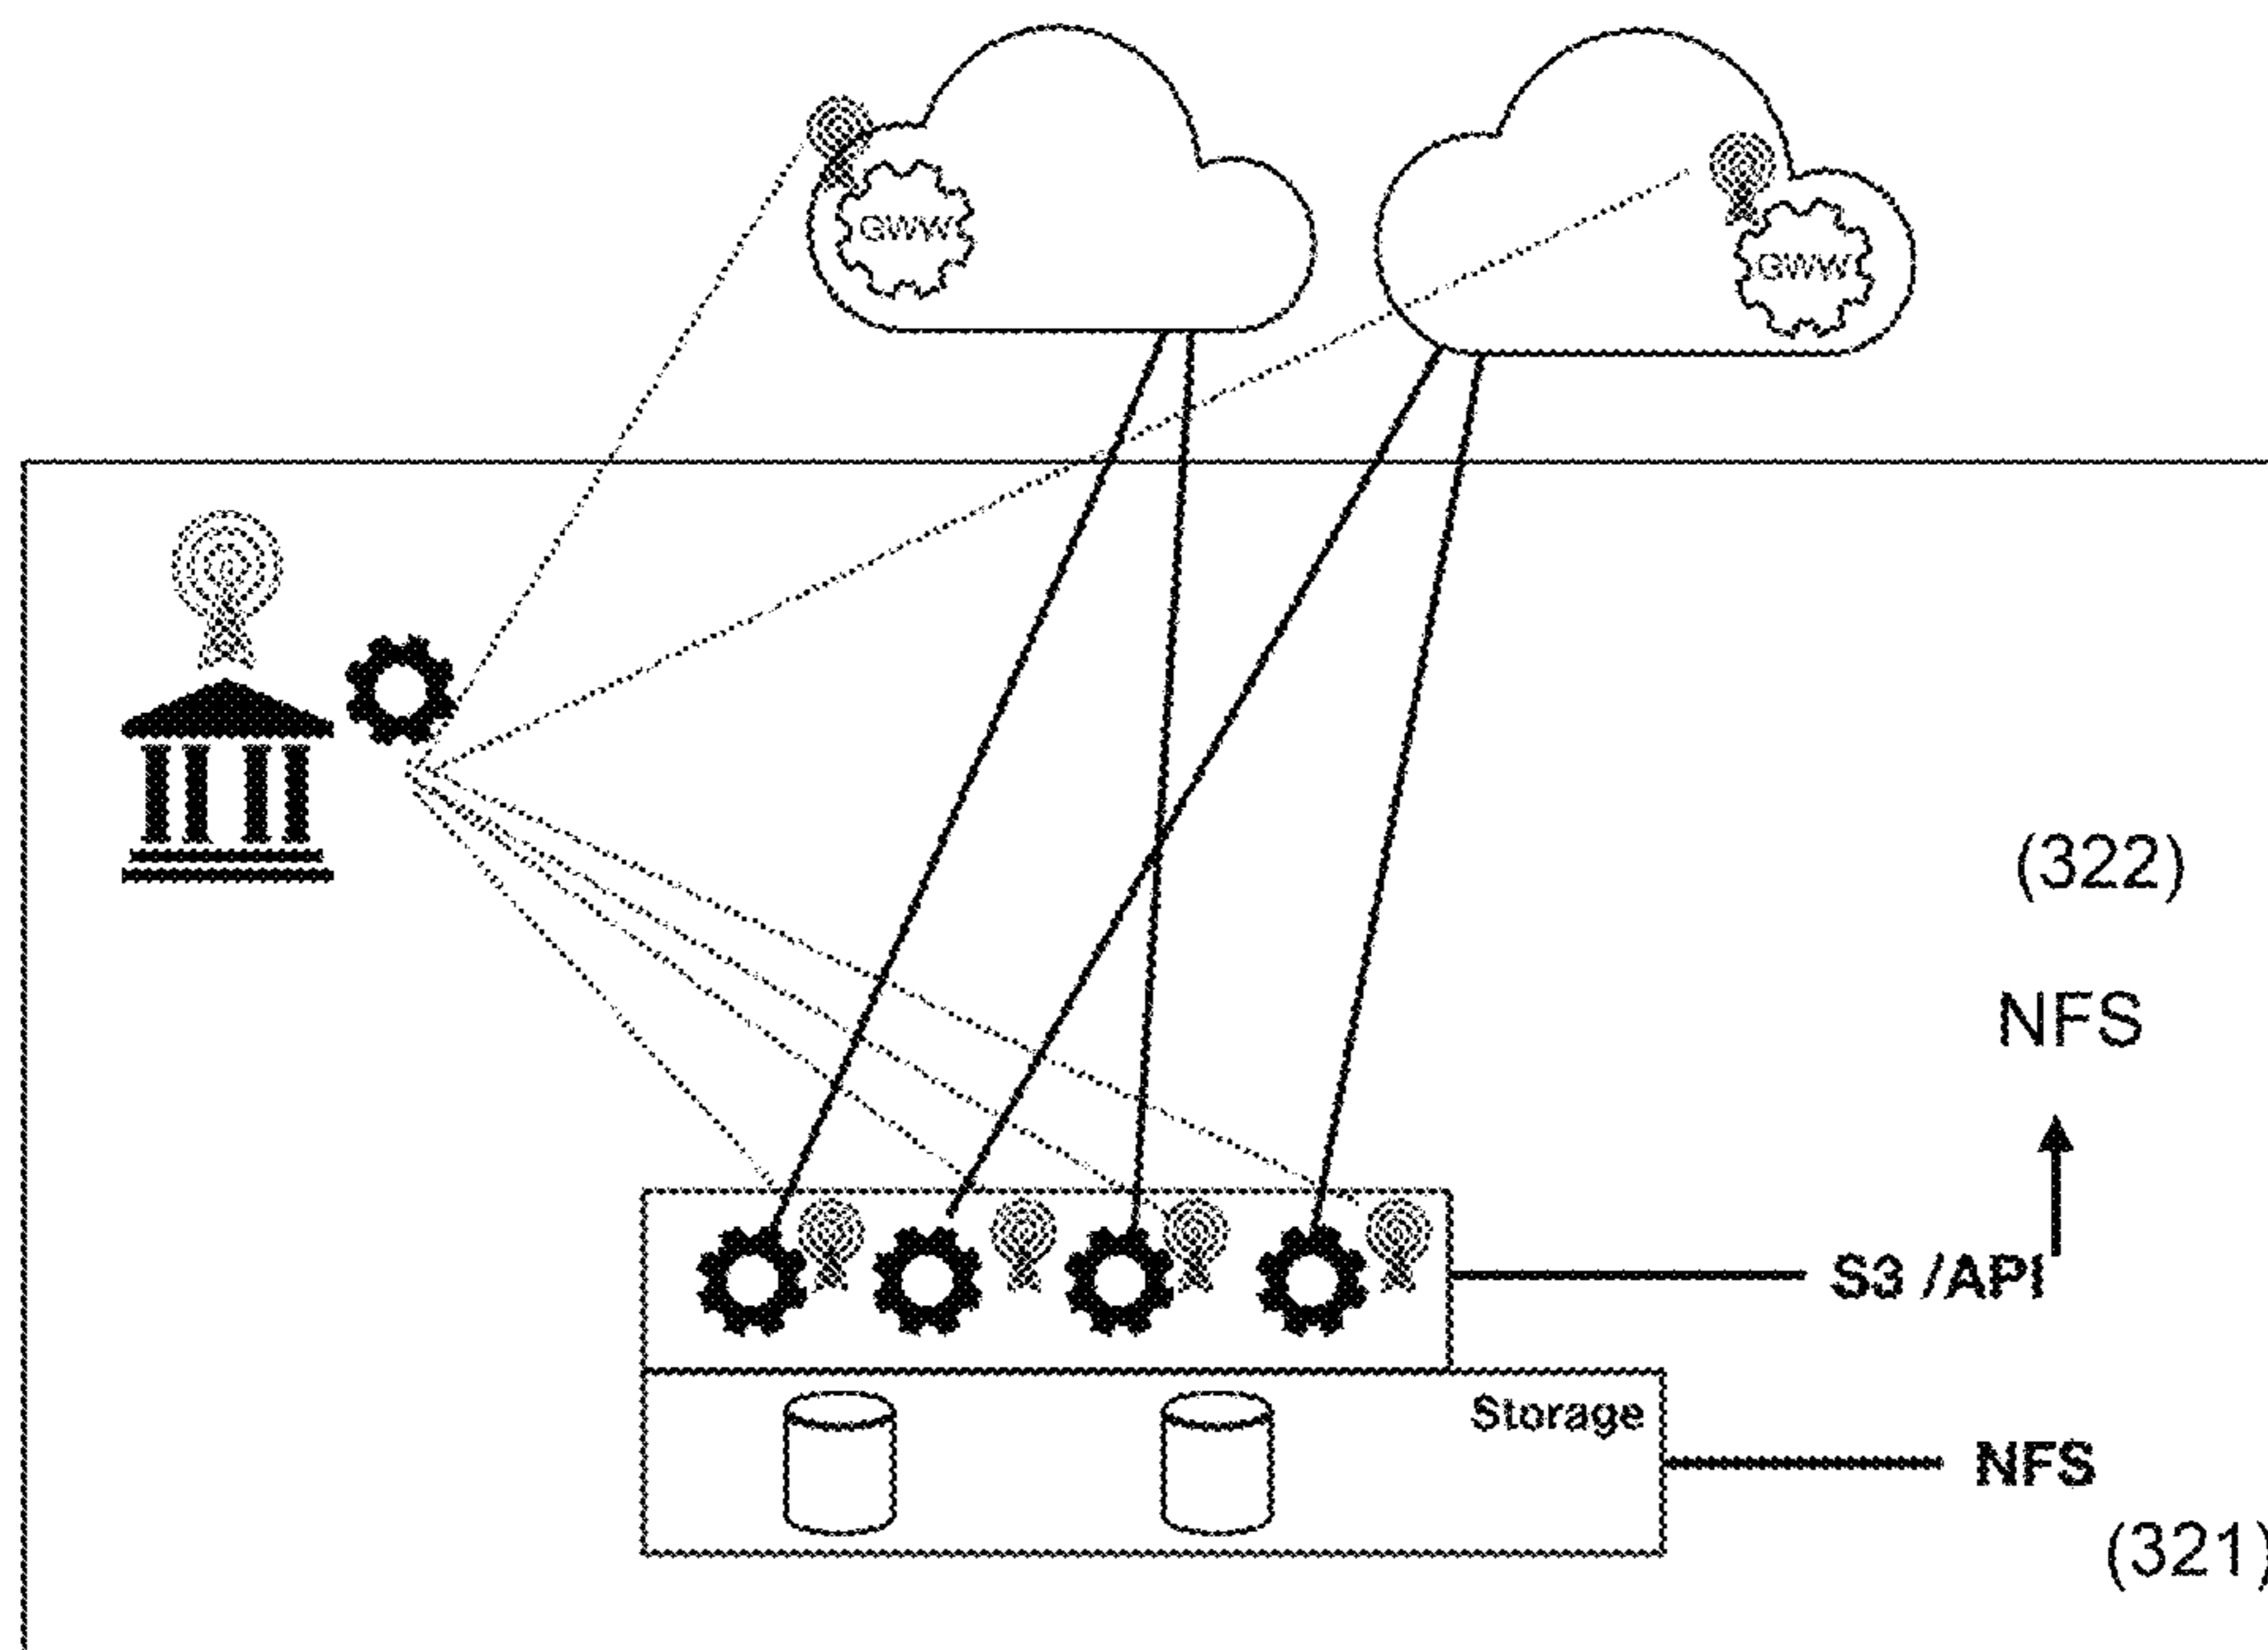 GWW
GWW
(322)
NFS
S3 /API
Storage
NFS
(321)